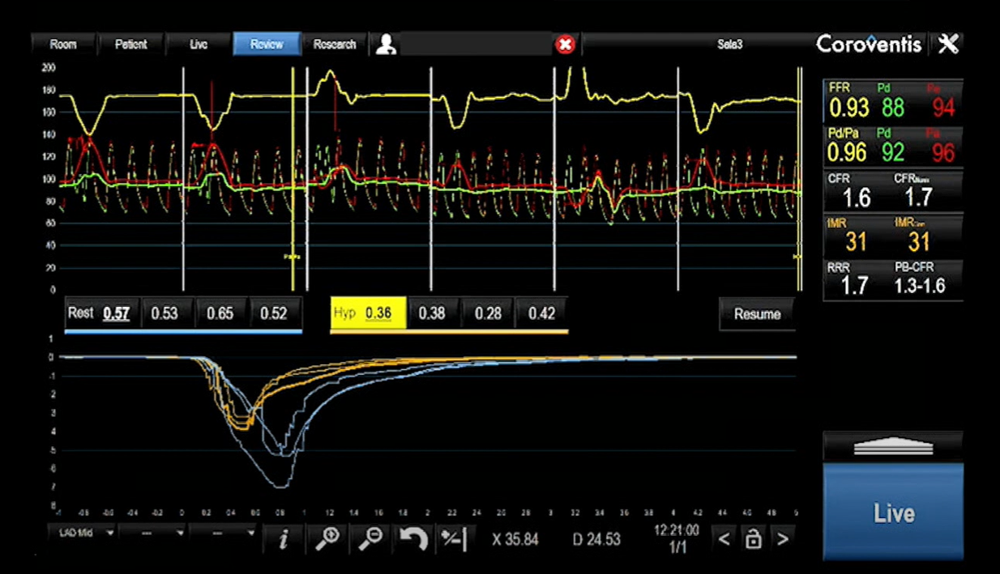 Room Patient Live Review Research Sala3 Coroventis
200
180
160
140
120
100
80
60
40
20
0
FFR Pd Pa
0.93 88 94
Pd/Pa Pd Pa
0.96 92 96
CFR CFRNorm
1.6 1.7
IMR IMRCorr
31 31
RRR PB-CFR
1.7 1.3-1.6
Pd/Pa
Rest 0.57 0.53 0.65 0.52 Hyp 0.36 0.38 0.28 0.42 Resume
1
0
-1
2
3
4
-5
-6
7
8
-1 -0.8 -0.6 -0.4 -0.2 0 0.2 0.4 0.6 0.8 1 1.2 1.4 1.6 1.8 2 2.2 2.4 2.6 2.8 3 3.2 3.4 3.6 3.8 4 4.2 4.4 4.6 4.8 5
LAD Mid --- --- i X 35.84 D 24.53 12:21:00 < >
1/1
Live